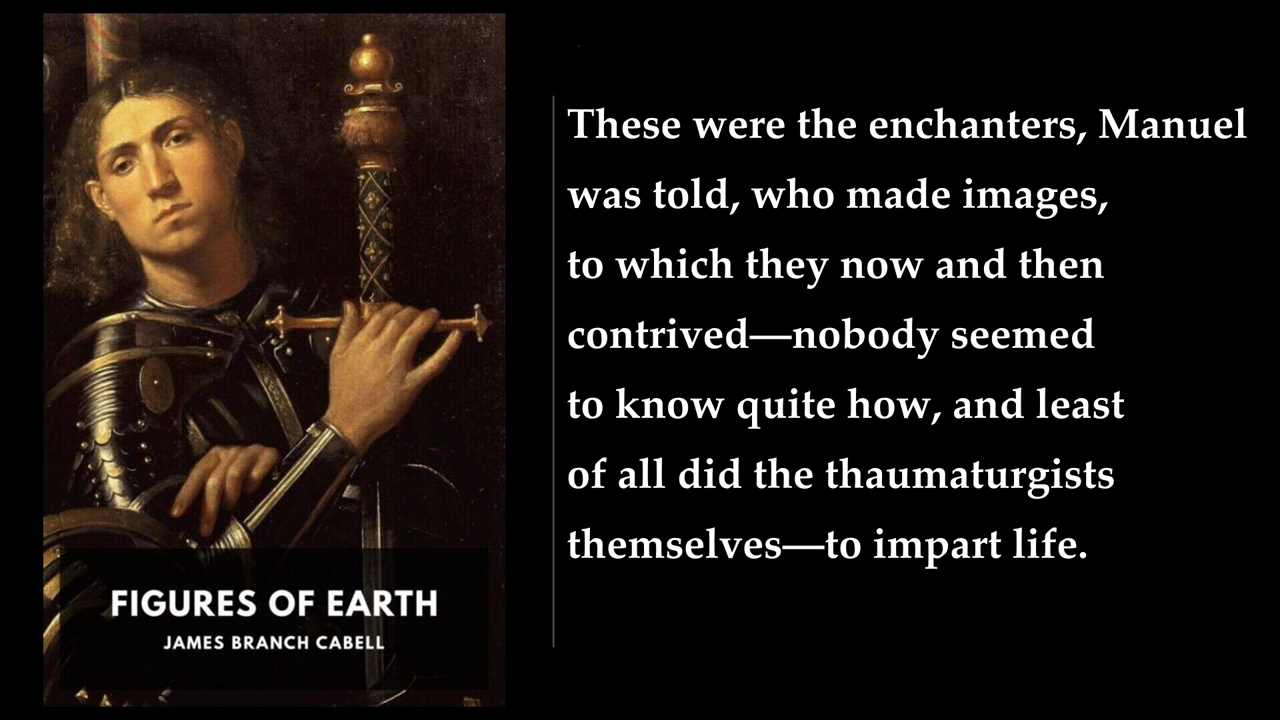 FIGURES OF EARTH
JAMES BRANCH CABELL
These were the enchanters, Manuel
was told, who made images,
to which they now and then
contrived—nobody seemed
to know quite how, and least
of all did the thaumaturgists
themselves—to impart life.